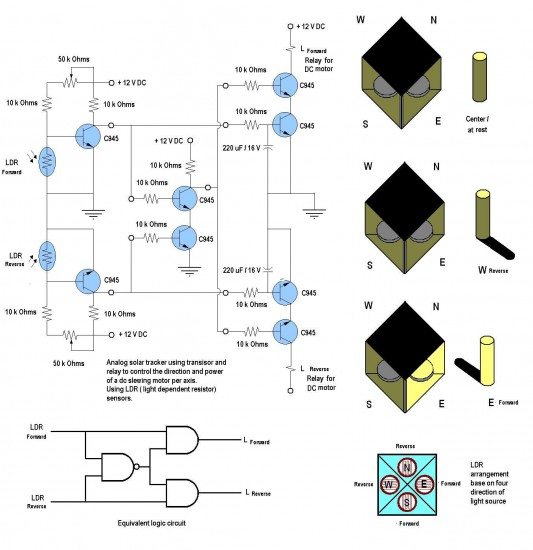 50 k Ohms
+ 12 V DC
10 k Ohms
10 k Ohms
C945
LDR
Forward
LDR
Reverse
C945
10 k Ohms
10 k Ohms
+ 12 V DC
50 k Ohms
+ 12 V DC
10 k Ohms
10 k Ohms
C945
10 k Ohms
C945
+ 12 V DC
L Forward
Relay for
DC motor
10 k Ohms
C945
10 k Ohms
C945
220 uF / 16 V
220 uF / 16 V
10 k Ohms
C945
10 k Ohms
C945
L Reverse
Relay for
DC motor
Analog solar tracker using transisor and
relay to control the direction and power
of a dc slewing motor per axis.
Using LDR ( light dependent resistor)
sensors.
W
N
S
E
Center /
at rest
W
N
S
E
W Reverse
W
N
S
E
E Forward
LDR
Forward
LDR
Reverse
L Forward
L Reverse
Equivalent logic circuit
Reverse
Reverse
N
W
E
S
Forward
Forward
LDR
arrangement
base on four
direction of
light source